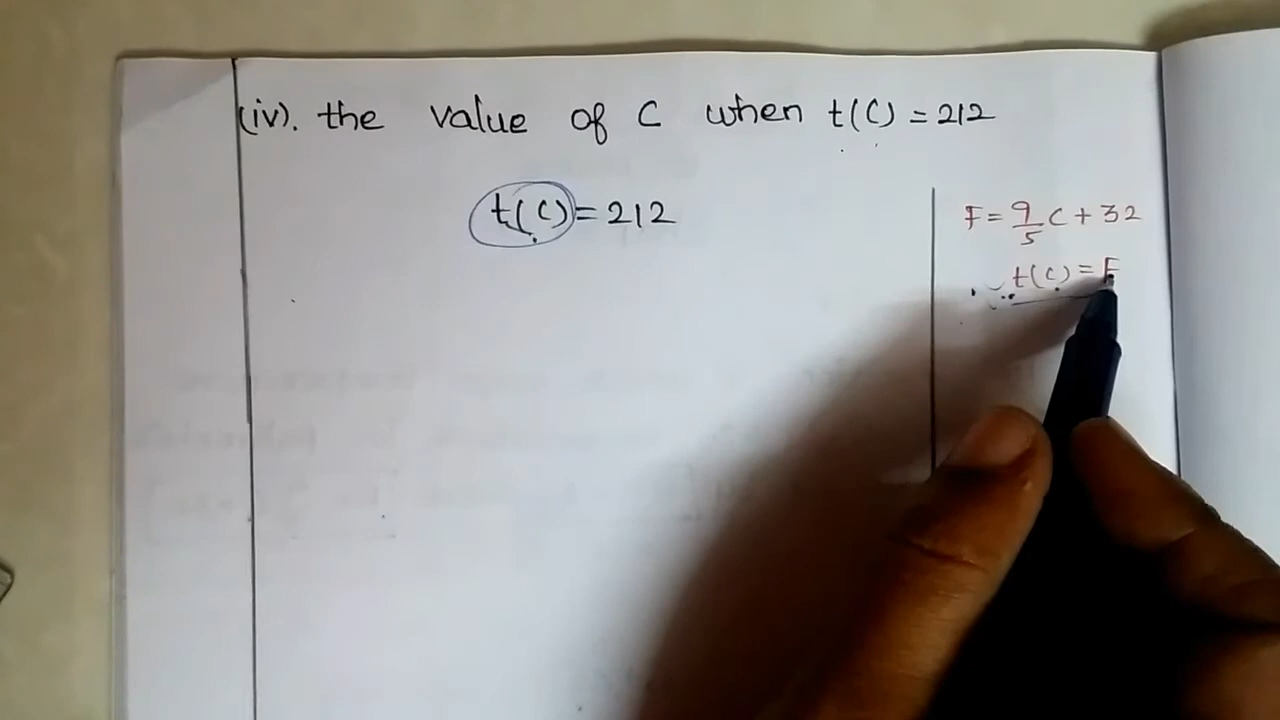 (iv). the value of C when t(C) = 212
t(C) = 212
F = 9/5 C + 32
t(C) = F